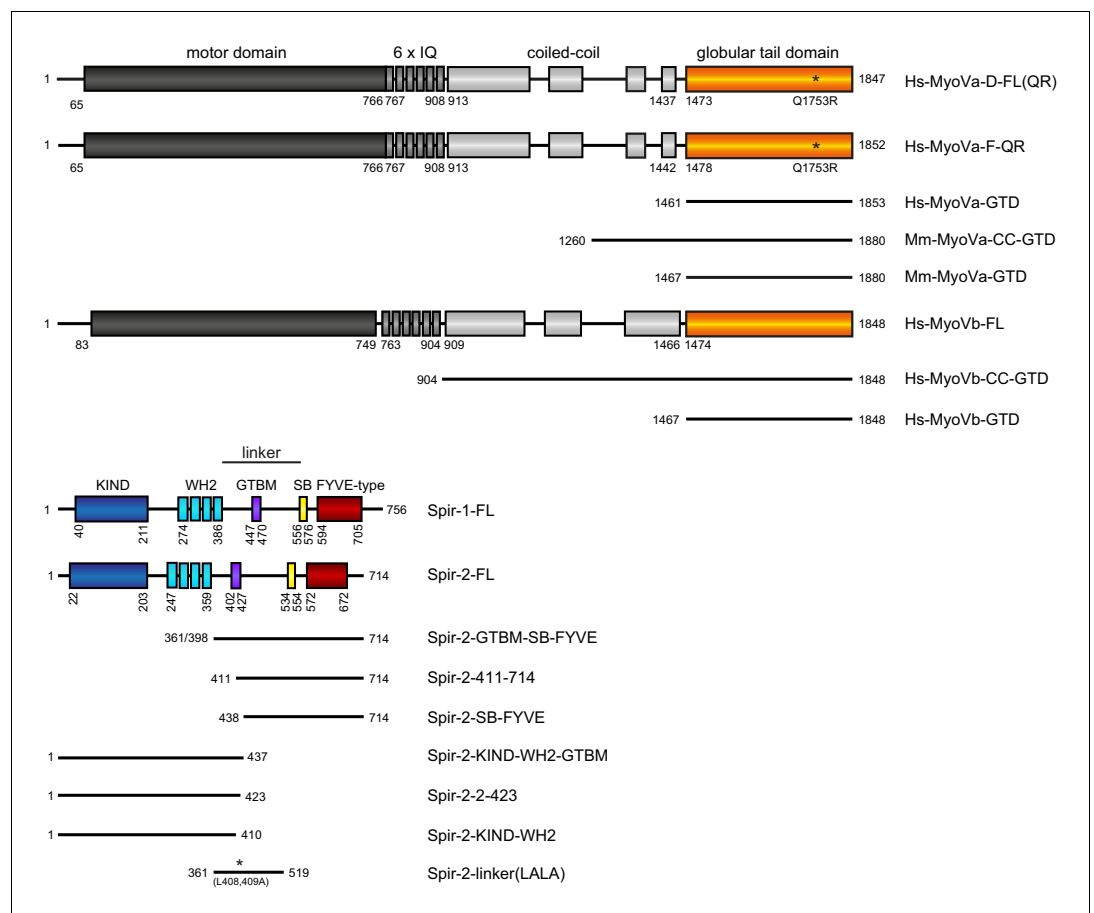 motor domain 6 x IQ coiled-coil globular tail domain
1 * 1847 Hs-MyoVa-D-FL(QR)
65 766 767 908 913 1437 1473 Q1753R
1 * 1852 Hs-MyoVa-F-QR
65 766 767 908 913 1442 1478 Q1753R
1461 1853 Hs-MyoVa-GTD
1260 1880 Mm-MyoVa-CC-GTD
1467 1880 Mm-MyoVa-GTD
1 1848 Hs-MyoVb-FL
83 749 763 904 909 1466 1474
904 1848 Hs-MyoVb-CC-GTD
1467 1848 Hs-MyoVb-GTD
linker
KIND WH2 GTBM SB FYVE-type
1 756 Spir-1-FL
40 211 274 386 447 470 556 576 594 705
1 714 Spir-2-FL
22 203 247 359 402 427 534 554 572 672
361/398 714 Spir-2-GTBM-SB-FYVE
411 714 Spir-2-411-714
438 714 Spir-2-SB-FYVE
1 437 Spir-2-KIND-WH2-GTBM
1 423 Spir-2-2-423
1 410 Spir-2-KIND-WH2
361 * 519 Spir-2-linker(LALA)
(L408,409A)